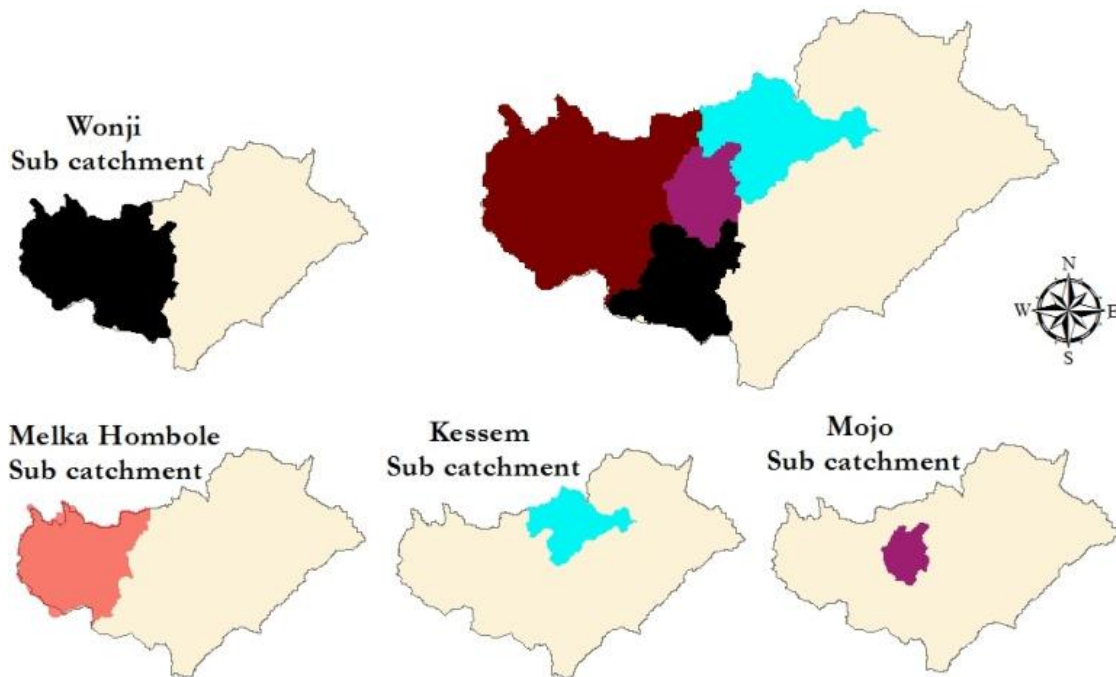 Wonji
Sub catchment
N
W E
S
Melka Hombole
Sub catchment
Kessem
Sub catchment
Mojo
Sub catchment